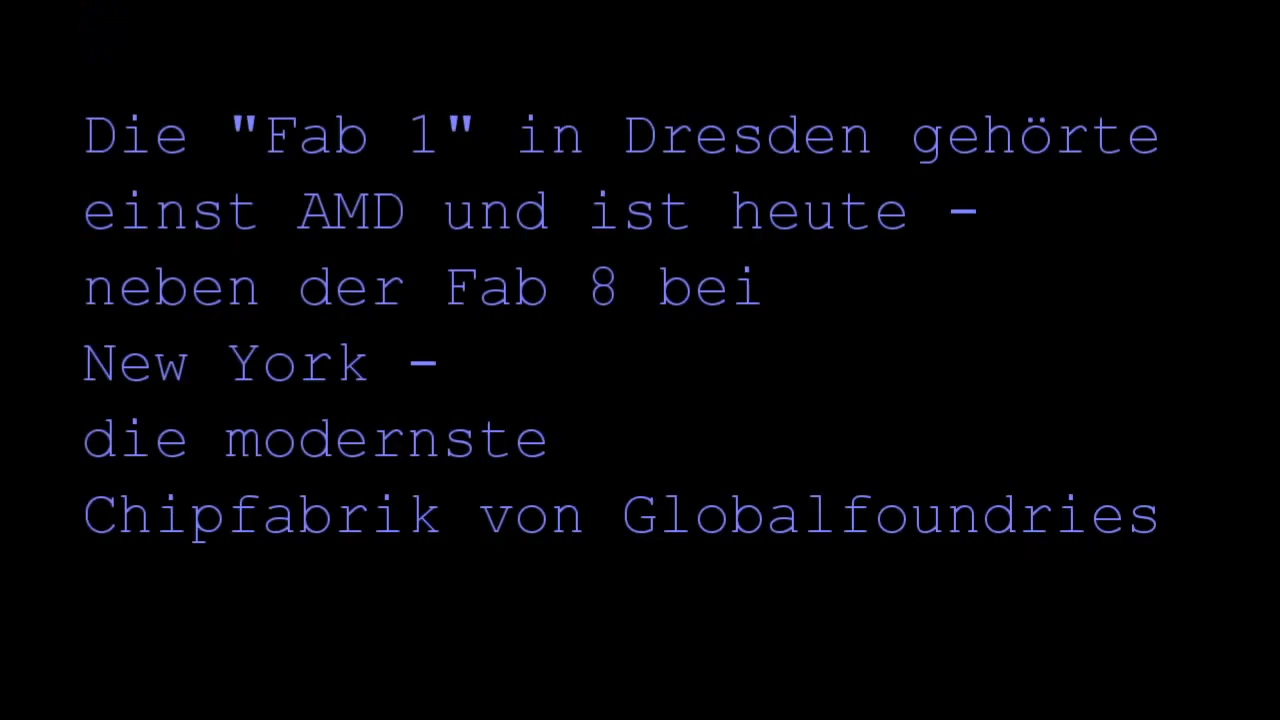 Die "Fab 1" in Dresden gehörte
einst AMD und ist heute -
neben der Fab 8 bei
New York -
die modernste
Chipfabrik von Globalfoundries